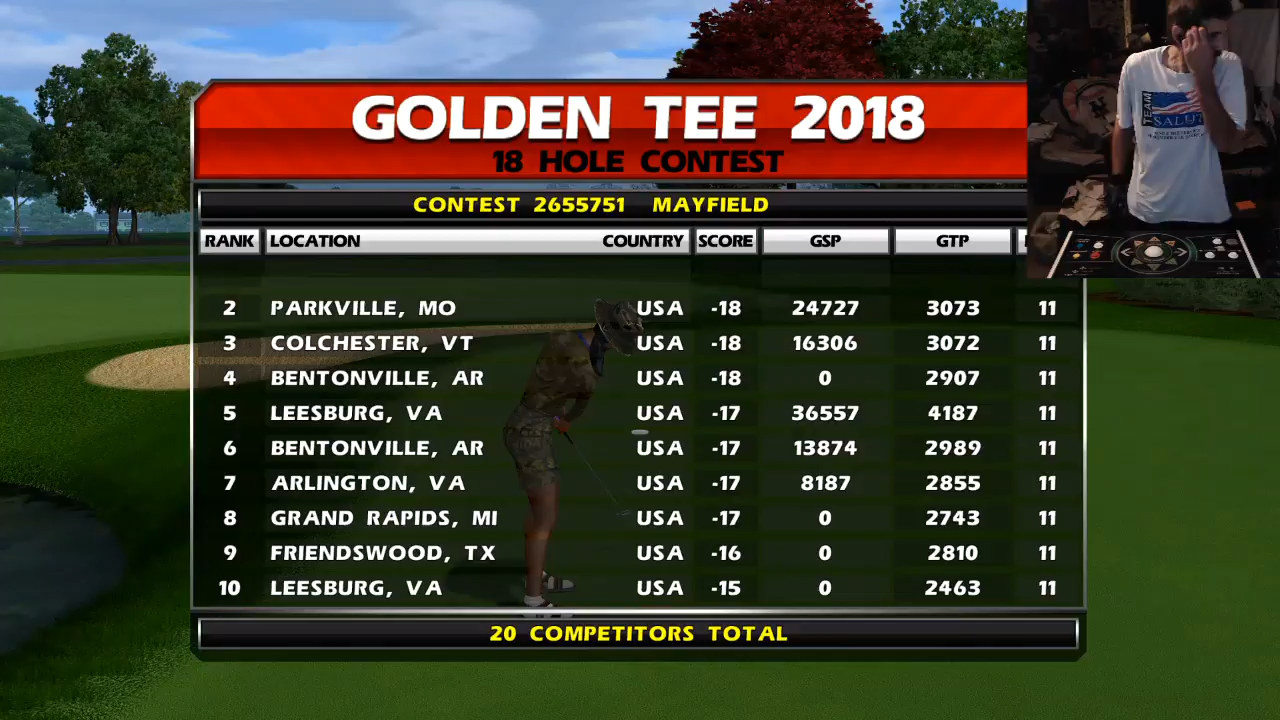 GOLDEN TEE 2018
18 HOLE CONTEST
CONTEST 2655751 MAYFIELD
RANK LOCATION COUNTRY SCORE GSP GTP
2 PARKVILLE, MO USA -18 24727 3073 11
3 COLCHESTER, VT USA -18 16306 3072 11
4 BENTONVILLE, AR USA -18 0 2907 11
5 LEESBURG, VA USA -17 36557 4187 11
6 BENTONVILLE, AR USA -17 13874 2989 11
7 ARLINGTON, VA USA -17 8187 2855 11
8 GRAND RAPIDS, MI USA -17 0 2743 11
9 FRIENDSWOOD, TX USA -16 0 2810 11
10 LEESBURG, VA USA -15 0 2463 11
20 COMPETITORS TOTAL
TEAM
SALUT